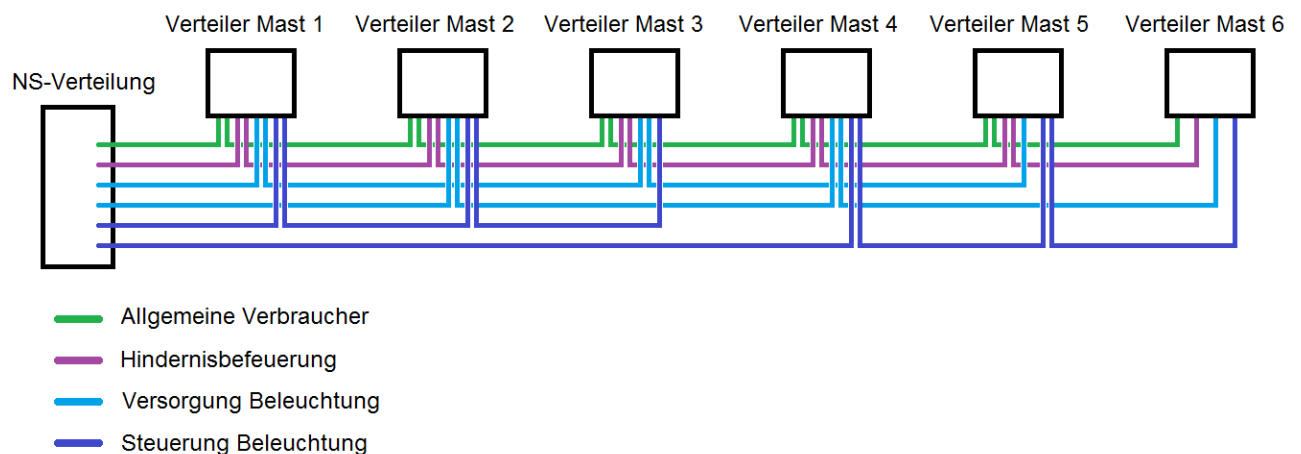 Verteiler Mast 1
Verteiler Mast 2
Verteiler Mast 3
Verteiler Mast 4
Verteiler Mast 5
Verteiler Mast 6
NS-Verteilung
Allgemeine Verbraucher
Hindernisbefeuerung
Versorgung Beleuchtung
Steuerung Beleuchtung